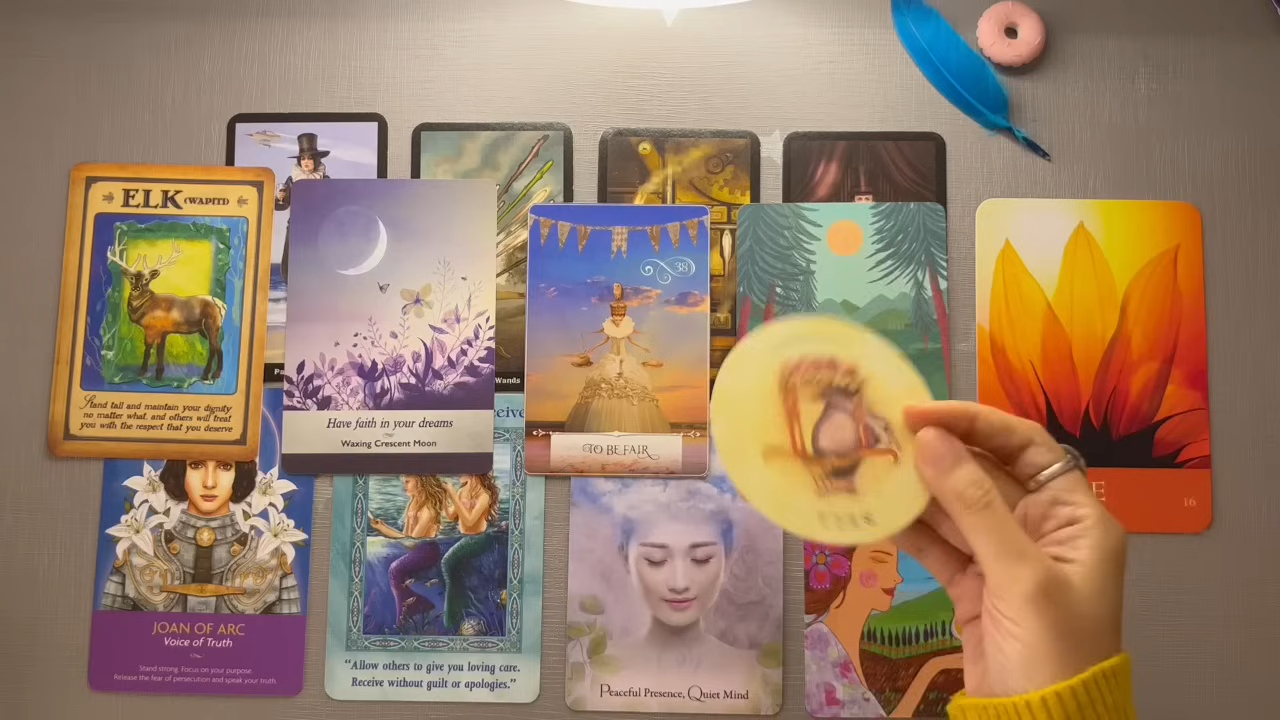 ELK (WAPITI)
Stand tall and maintain your dignity
no matter what, and others will treat
you with the respect that you deserve
Have faith in your dreams
Waxing Crescent Moon
Wands
38
TO BE FAIR
16
JOAN OF ARC
Voice of Truth
Stand strong. Focus on your purpose.
Release the fear of persecution and speak your truth.
"Allow others to give you loving care.
Receive without guilt or apologies."
Peaceful Presence, Quiet Mind